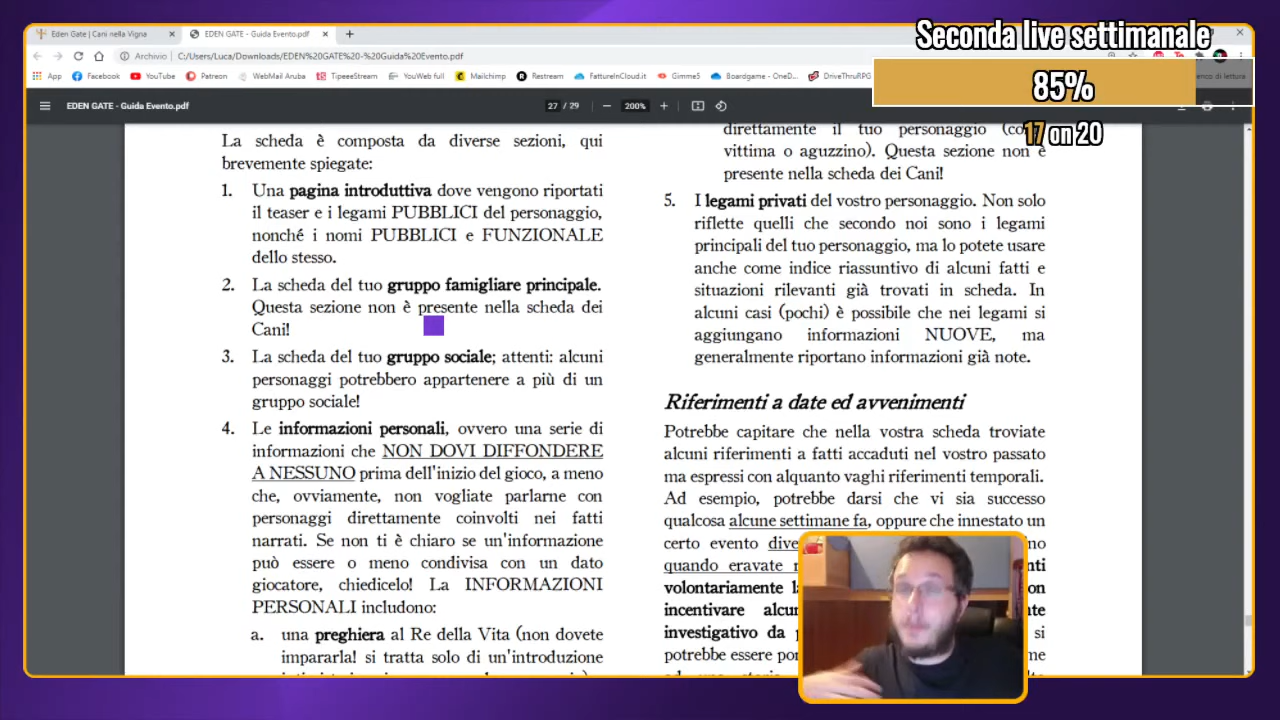 Eden Gate | Cani nella Vigna
EDEN GATE - Guida Evento.pdf
Seconda live settimanale
Archivio
C:/Users/Luca/Downloads/EDEN%20GATE%20-%20Guida%20Evento.pdf
App
Facebook
YouTube
Patreon
WebMail Aruba
TipeeeStream
YouWeb full
Mailchimp
Restream
fattureInCloud.it
Gimme5
Boardgame - OneD...
DriveThruRPG
enco di lettura
85%
17 on 20
EDEN GATE - Guida Evento.pdf
27 / 29
200%
La scheda è composta da diverse sezioni, qui
brevemente spiegate:
1. Una pagina introduttiva dove vengono riportati
il teaser e i legami PUBBLICI del personaggio,
nonché i nomi PUBBLICI e FUNZIONALE
dello stesso.
2. La scheda del tuo gruppo famigliare principale.
Questa sezione non è presente nella scheda dei
Cani!
3. La scheda del tuo gruppo sociale; attenti: alcuni
personaggi potrebbero appartenere a più di un
gruppo sociale!
4. Le informazioni personali, ovvero una serie di
informazioni che NON DOVI DIFFONDERE
A NESSUNO prima dell'inizio del gioco, a meno
che, ovviamente, non vogliate parlarne con
personaggi direttamente coinvolti nei fatti
narrati. Se non ti è chiaro se un'informazione
può essere o meno condivisa con un dato
giocatore, chiedicelo! La INFORMAZIONI
PERSONALI includono:
a. una preghiera al Re della Vita (non dovete
impararla! si tratta solo di un'introduzione
direttamente il tuo personaggio (co
vittima o aguzzino). Questa sezione non è
presente nella scheda dei Cani!
5. I legami privati del vostro personaggio. Non solo
riflette quelli che secondo noi sono i legami
principali del tuo personaggio, ma lo potete usare
anche come indice riassuntivo di alcuni fatti e
situazioni rilevanti già trovati in scheda. In
alcuni casi (pochi) è possibile che nei legami si
aggiungano informazioni NUOVE, ma
generalmente riportano informazioni già note.
Riferimenti a date ed avvenimenti
Potrebbe capitare che nella vostra scheda troviate
alcuni riferimenti a fatti accaduti nel vostro passato
ma espressi con alquanto vaghi riferimenti temporali.
Ad esempio, potrebbe darsi che vi sia successo
qualcosa alcune settimane fa, oppure che innestato un
certo evento dive no
quando eravate nti
volontariamente l on
incentivare alcu te
investigativo da si
potrebbe essere por me